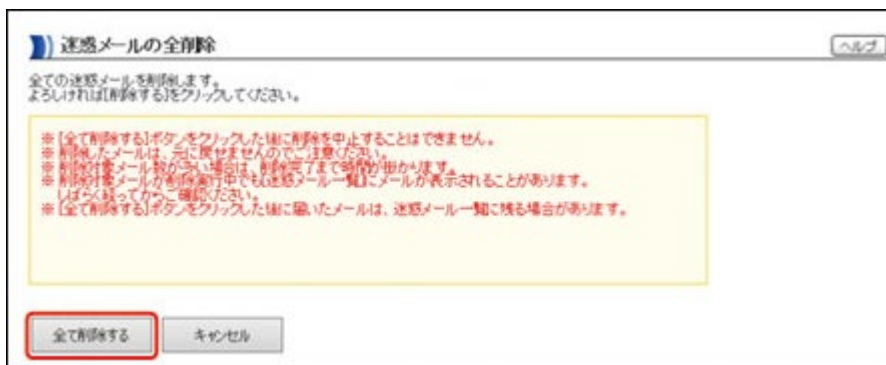 迷惑メールの全削除
ヘルプ
全ての迷惑メールを削除します。
よろしければ[削除する]をクリックしてください。
※ [全て削除する]ボタンをクリックした後に削除を中止することはできません。
※ 削除したメールは、元に戻せませんのでご注意ください。
※ 削除対象メール数が多い場合は、削除完了まで時間が掛かります。
※ 削除対象メールが削除実行中でも[迷惑メール一覧]にメールが表示されることがあります。
しばらく経ってからご確認ください。
※ [全て削除する]ボタンをクリックした後に届いたメールは、迷惑メール一覧に残る場合があります。
全て削除する
キャンセル